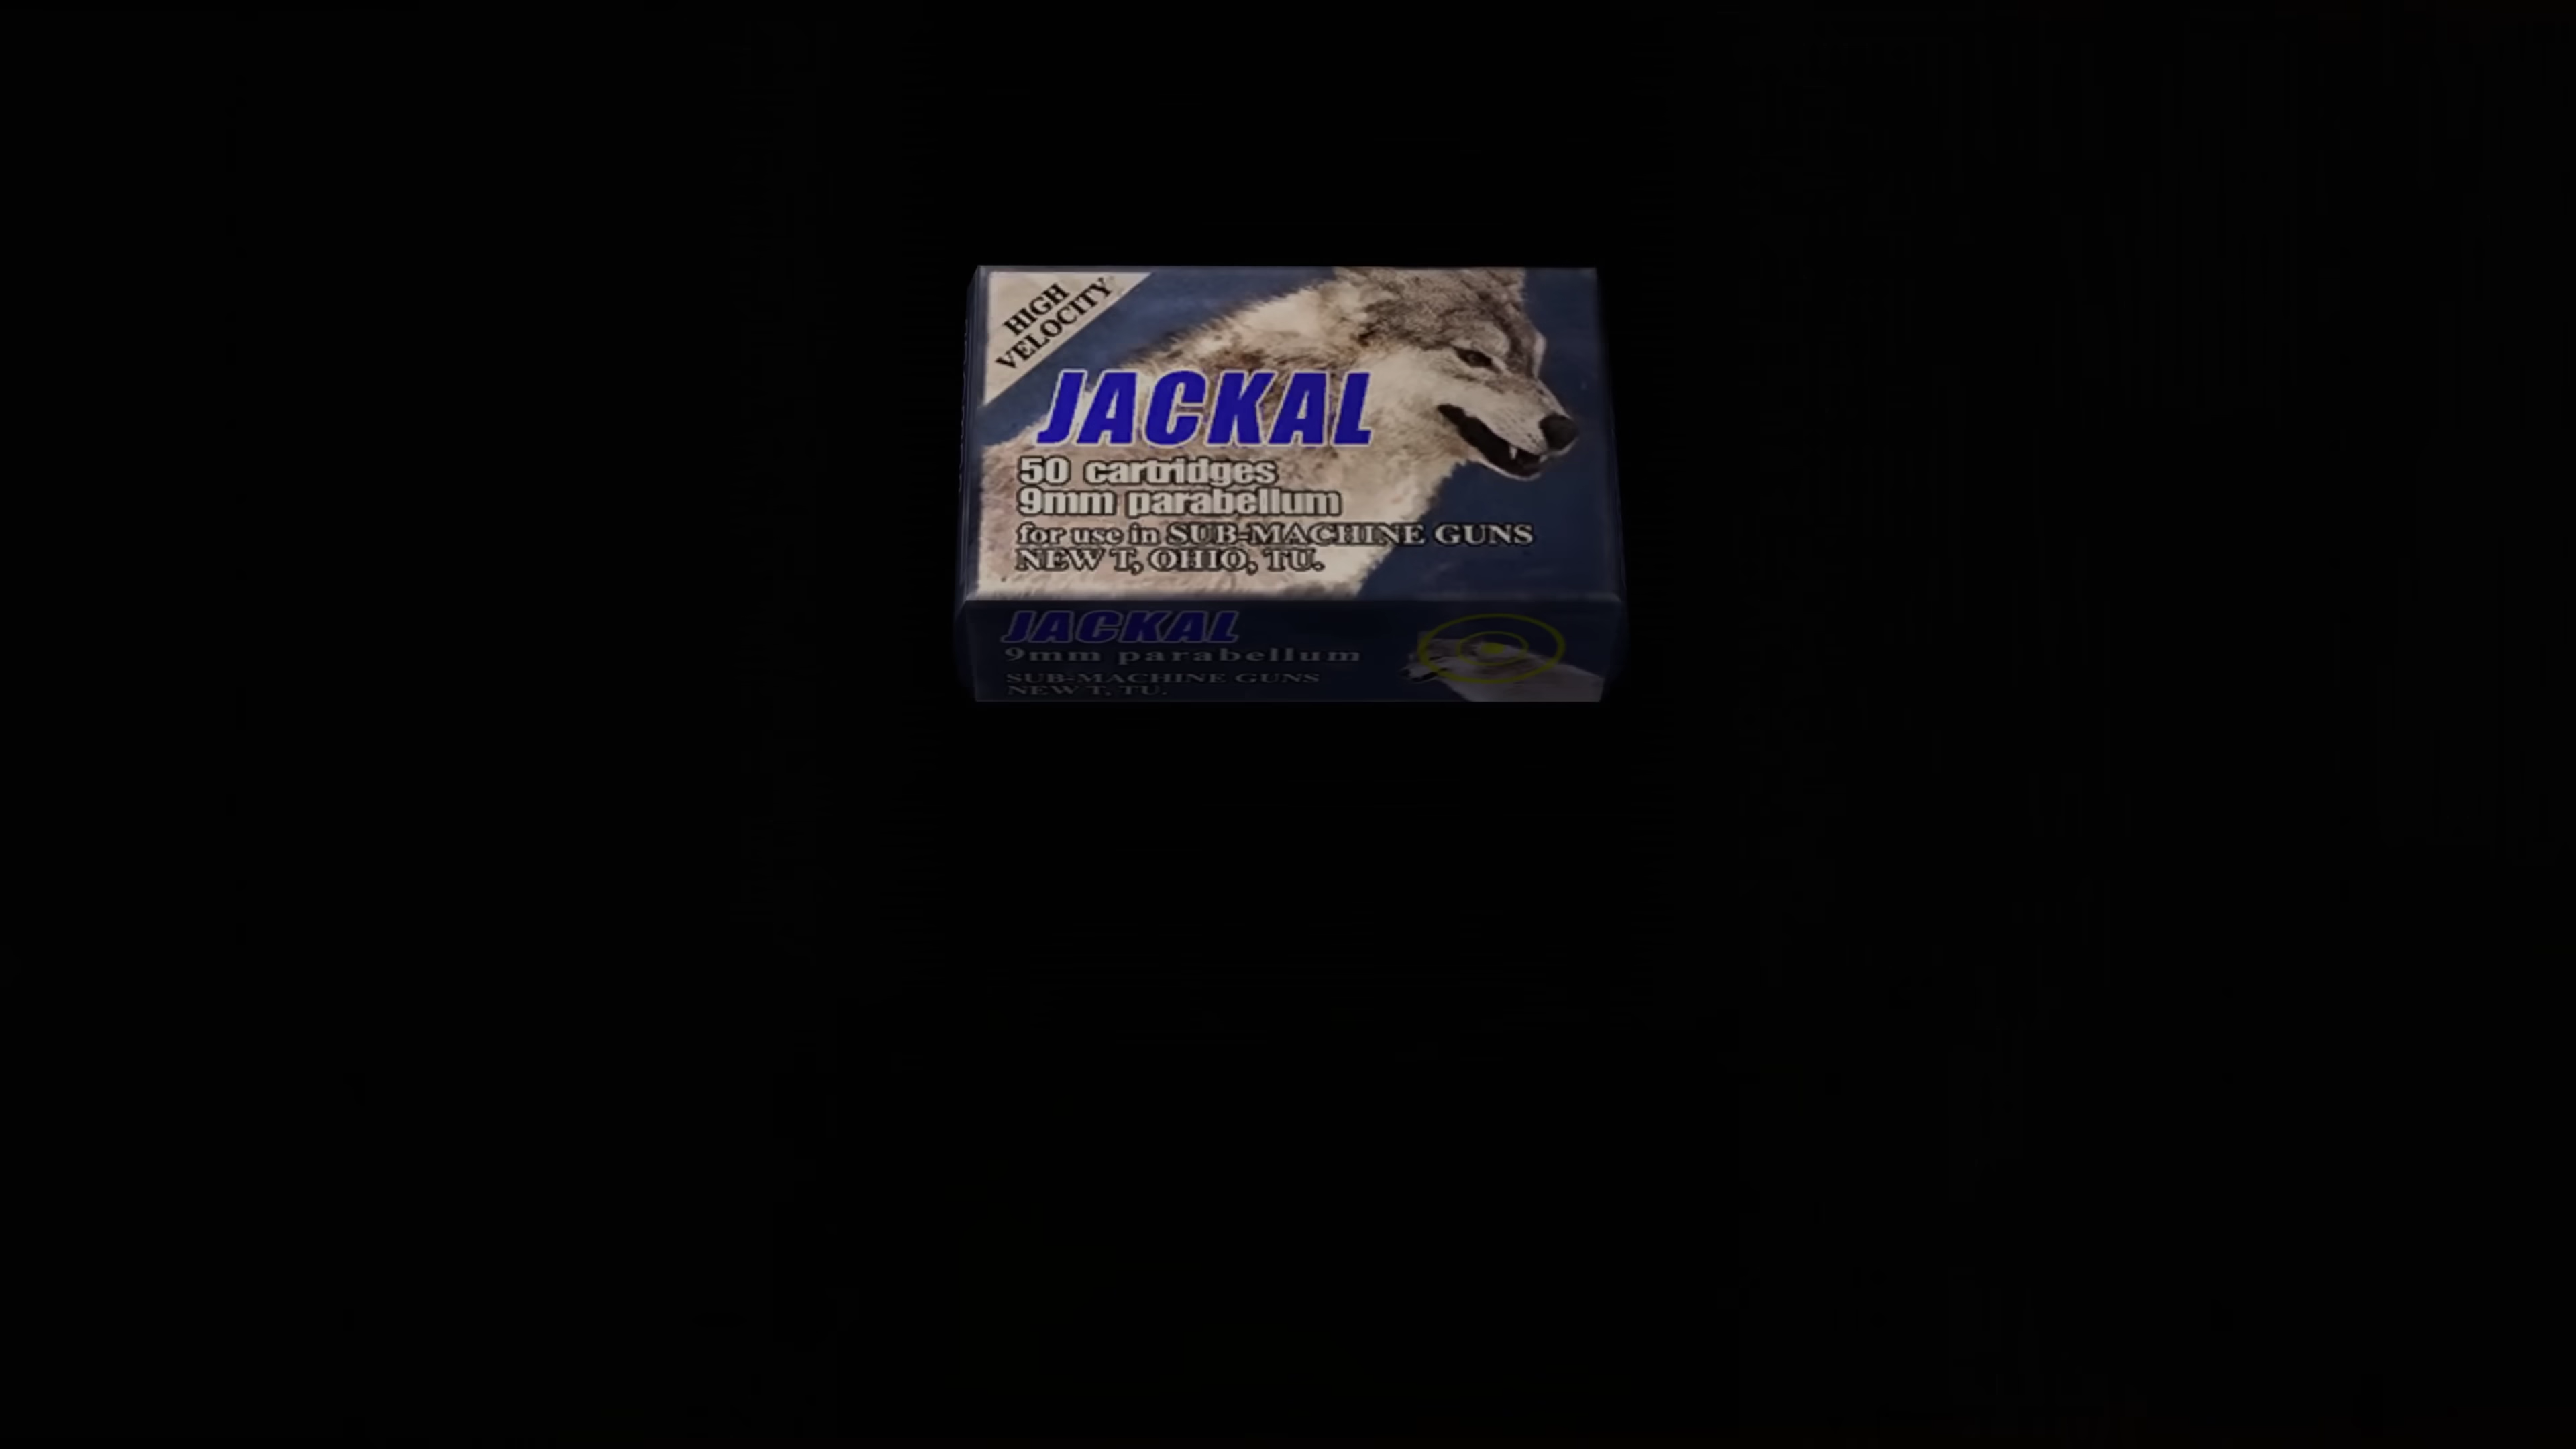 HIGH
VELOCITY
JACKAL
50 cartridges
9mm parabellum
for use in SUB-MACHINE GUNS
NEW T, OHIO, TU.
JACKAL
9mm parabellum
SUB-MACHINE GUNS
NEW T, TU.